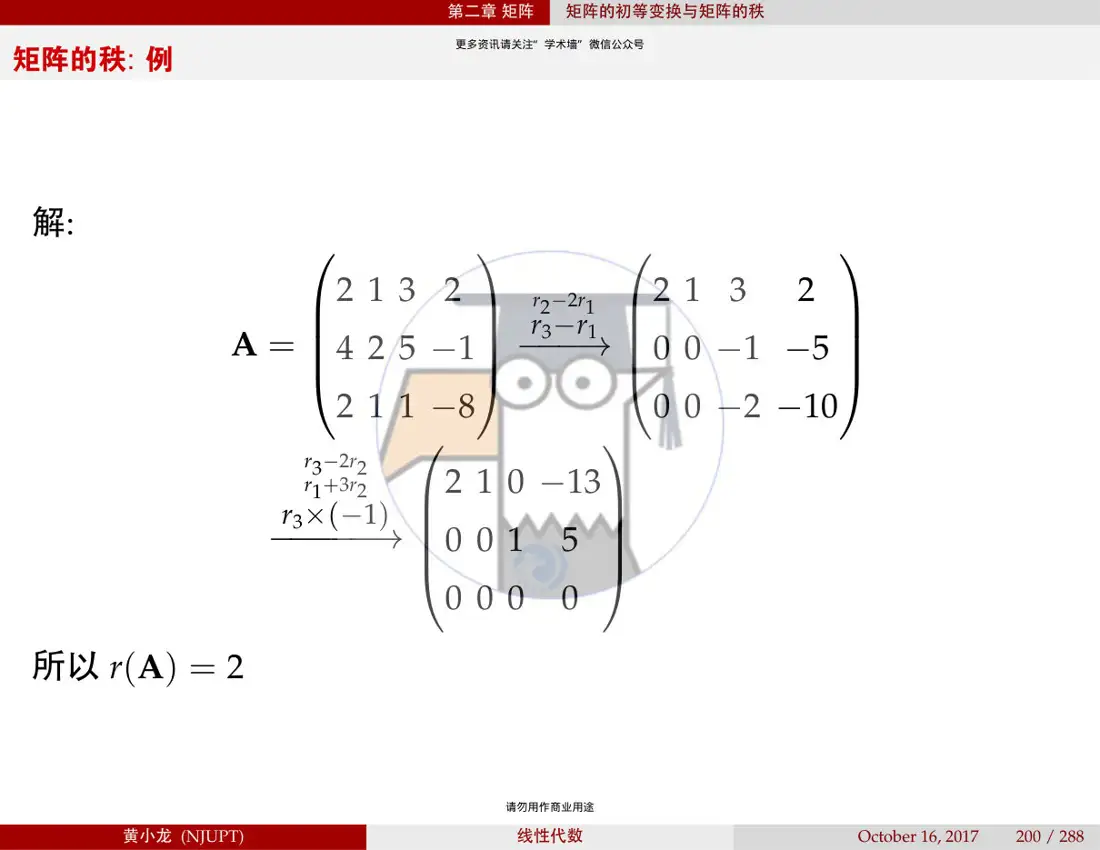 第二章 矩阵 矩阵的初等变换与矩阵的秩
更多资讯请关注“学术墙”微信公众号
矩阵的秩: 例
解:
A = ( 2 1 3 2
4 2 5 −1
2 1 1 −8 )
r2−2r1
r3−r1
( 2 1 3 2
0 0 −1 −5
0 0 −2 −10 )
r3−2r2
r1+3r2
r3×(−1)
( 2 1 0 −13
0 0 1 5
0 0 0 0 )
所以 r(A) = 2
请勿用作商业用途
黄小龙 (NJUPT) 线性代数 October 16, 2017 200 / 288